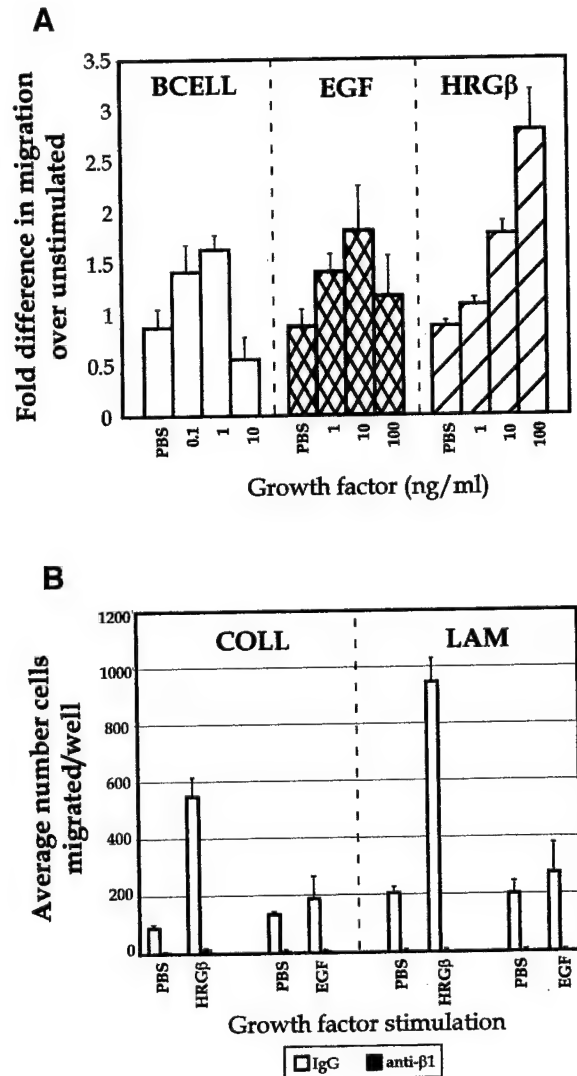 A
Fold difference in migration
over unstimulated
3.5
3
2.5
2
1.5
1
0.5
0
BCELL
EGF
HRGβ
PBS
0.1
1
10
PBS
1
10
100
PBS
1
10
100
Growth factor (ng/ml)
B
Average number cells
migrated/well
1200
1000
800
600
400
200
0
COLL
LAM
PBS
HRGβ
PBS
EGF
PBS
HRGβ
PBS
EGF
Growth factor stimulation
IgG
anti-β1